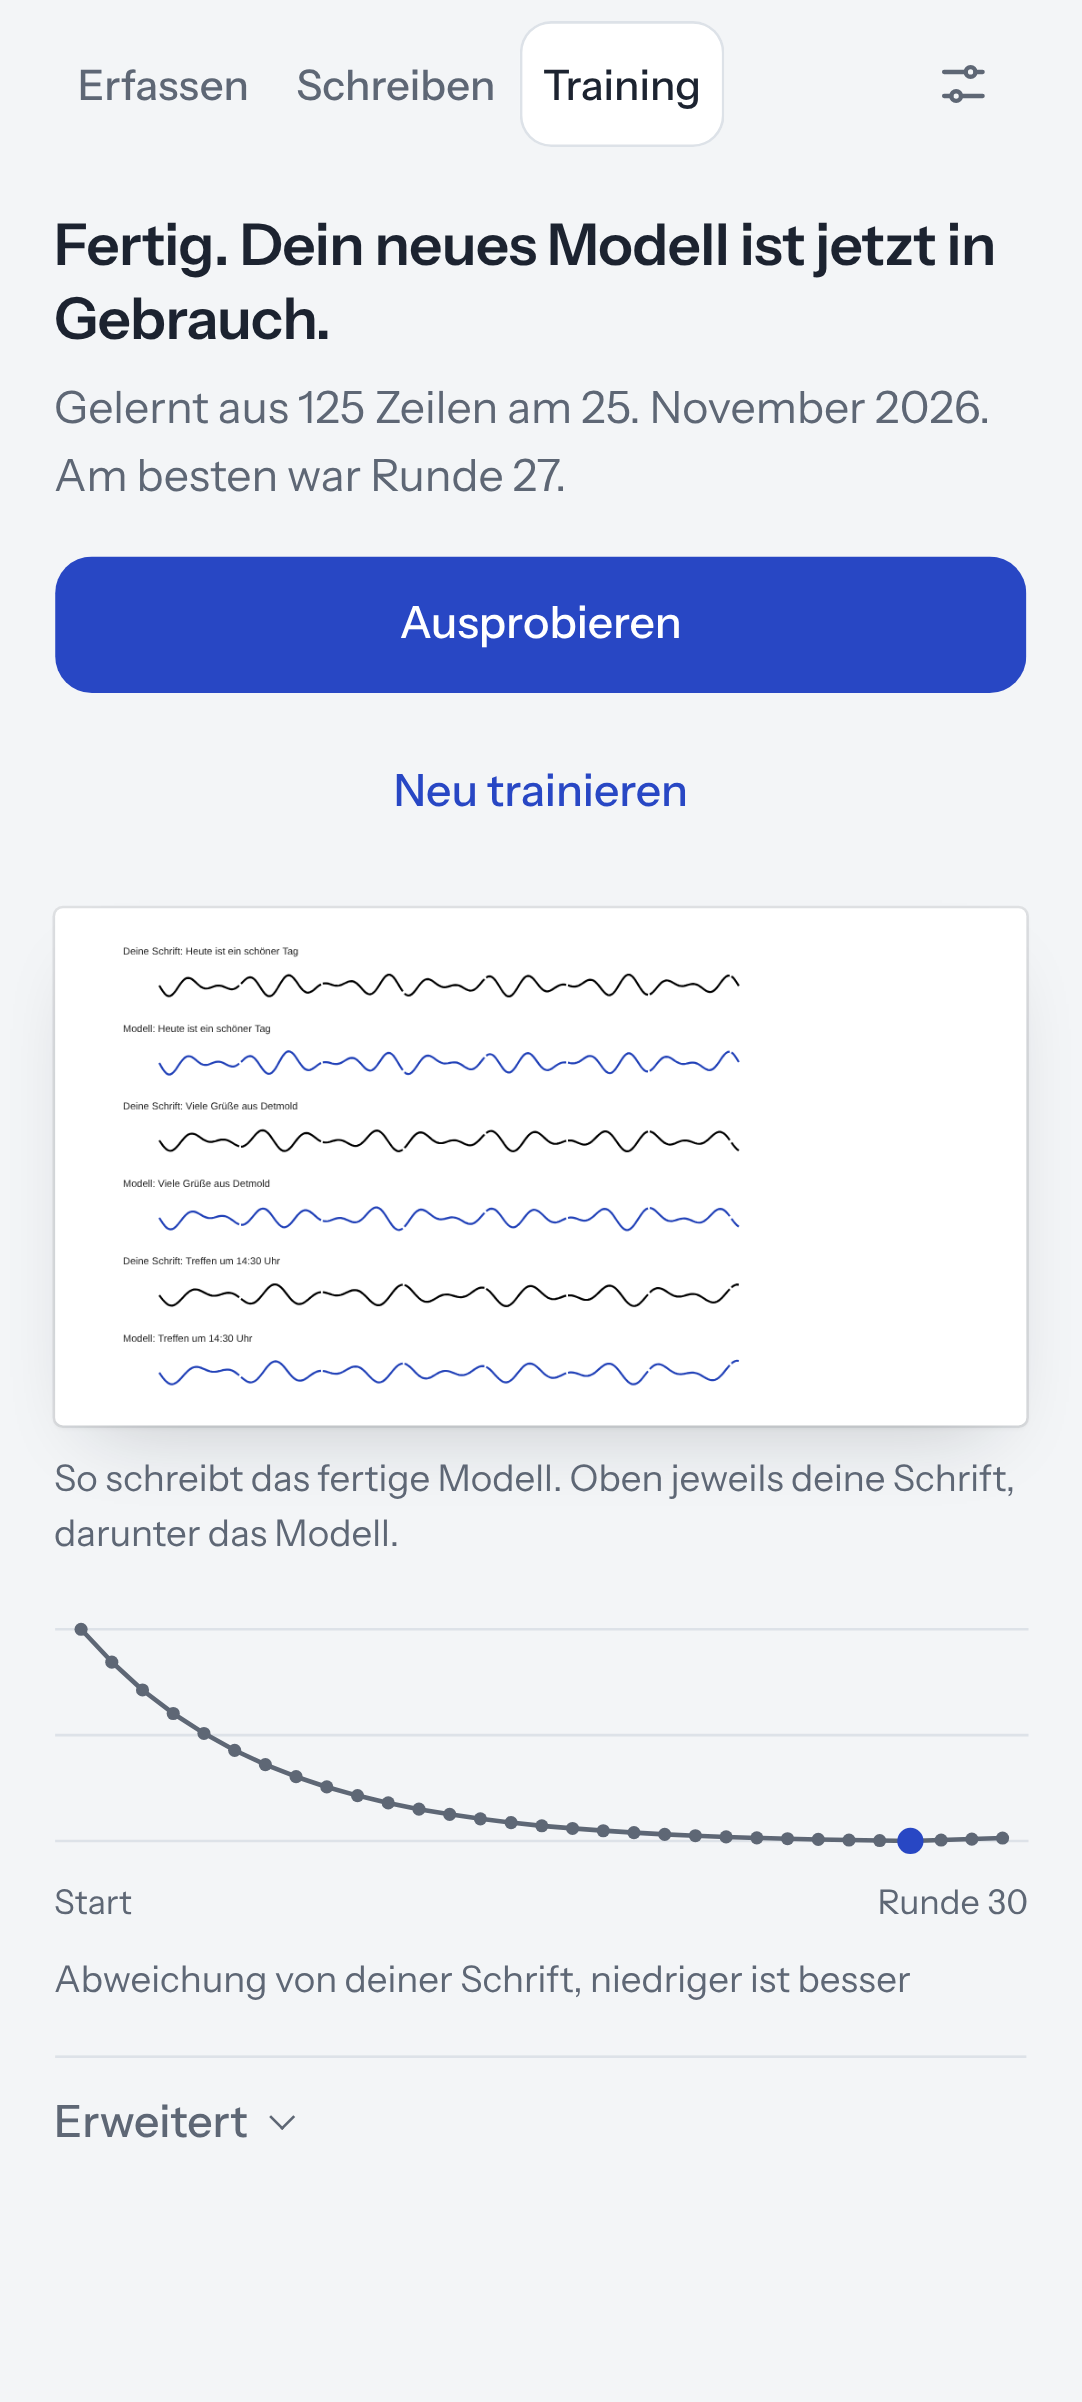 Erfassen Schreiben Training
Fertig. Dein neues Modell ist jetzt in
Gebrauch.
Gelernt aus 125 Zeilen am 25. November 2026.
Am besten war Runde 27.
Ausprobieren
Neu trainieren
Deine Schrift: Heute ist ein schöner Tag
Modell: Heute ist ein schöner Tag
Deine Schrift: Viele Grüße aus Detmold
Modell: Viele Grüße aus Detmold
Deine Schrift: Treffen um 14:30 Uhr
Modell: Treffen um 14:30 Uhr
So schreibt das fertige Modell. Oben jeweils deine Schrift,
darunter das Modell.
Start Runde 30
Abweichung von deiner Schrift, niedriger ist besser
Erweitert